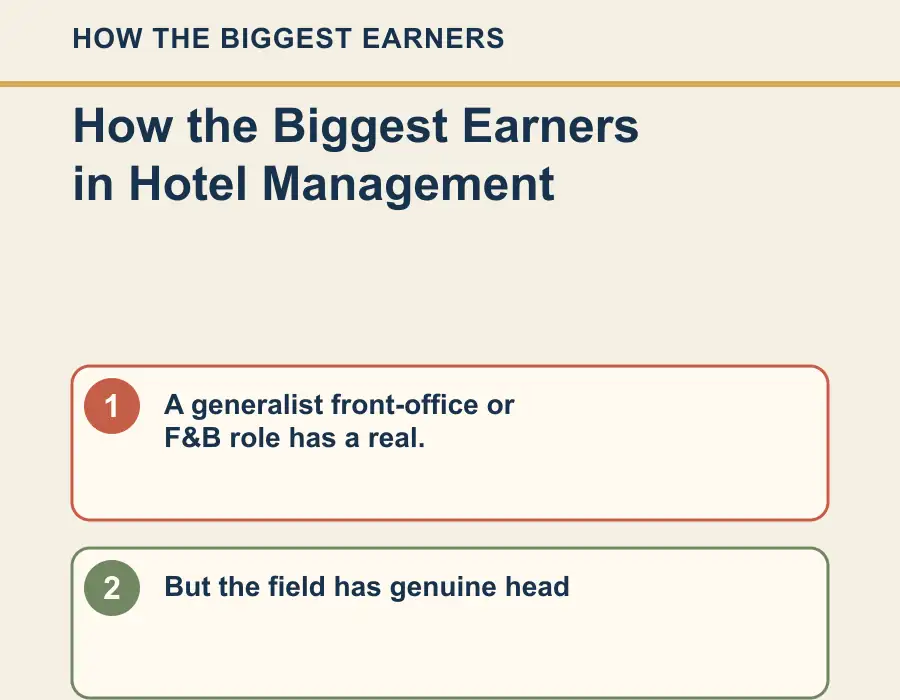 HOW THE BIGGEST EARNERS
How the Biggest Earners
in Hotel Management
1
A generalist front-office or
F&B role has a real.
2
But the field has genuine head